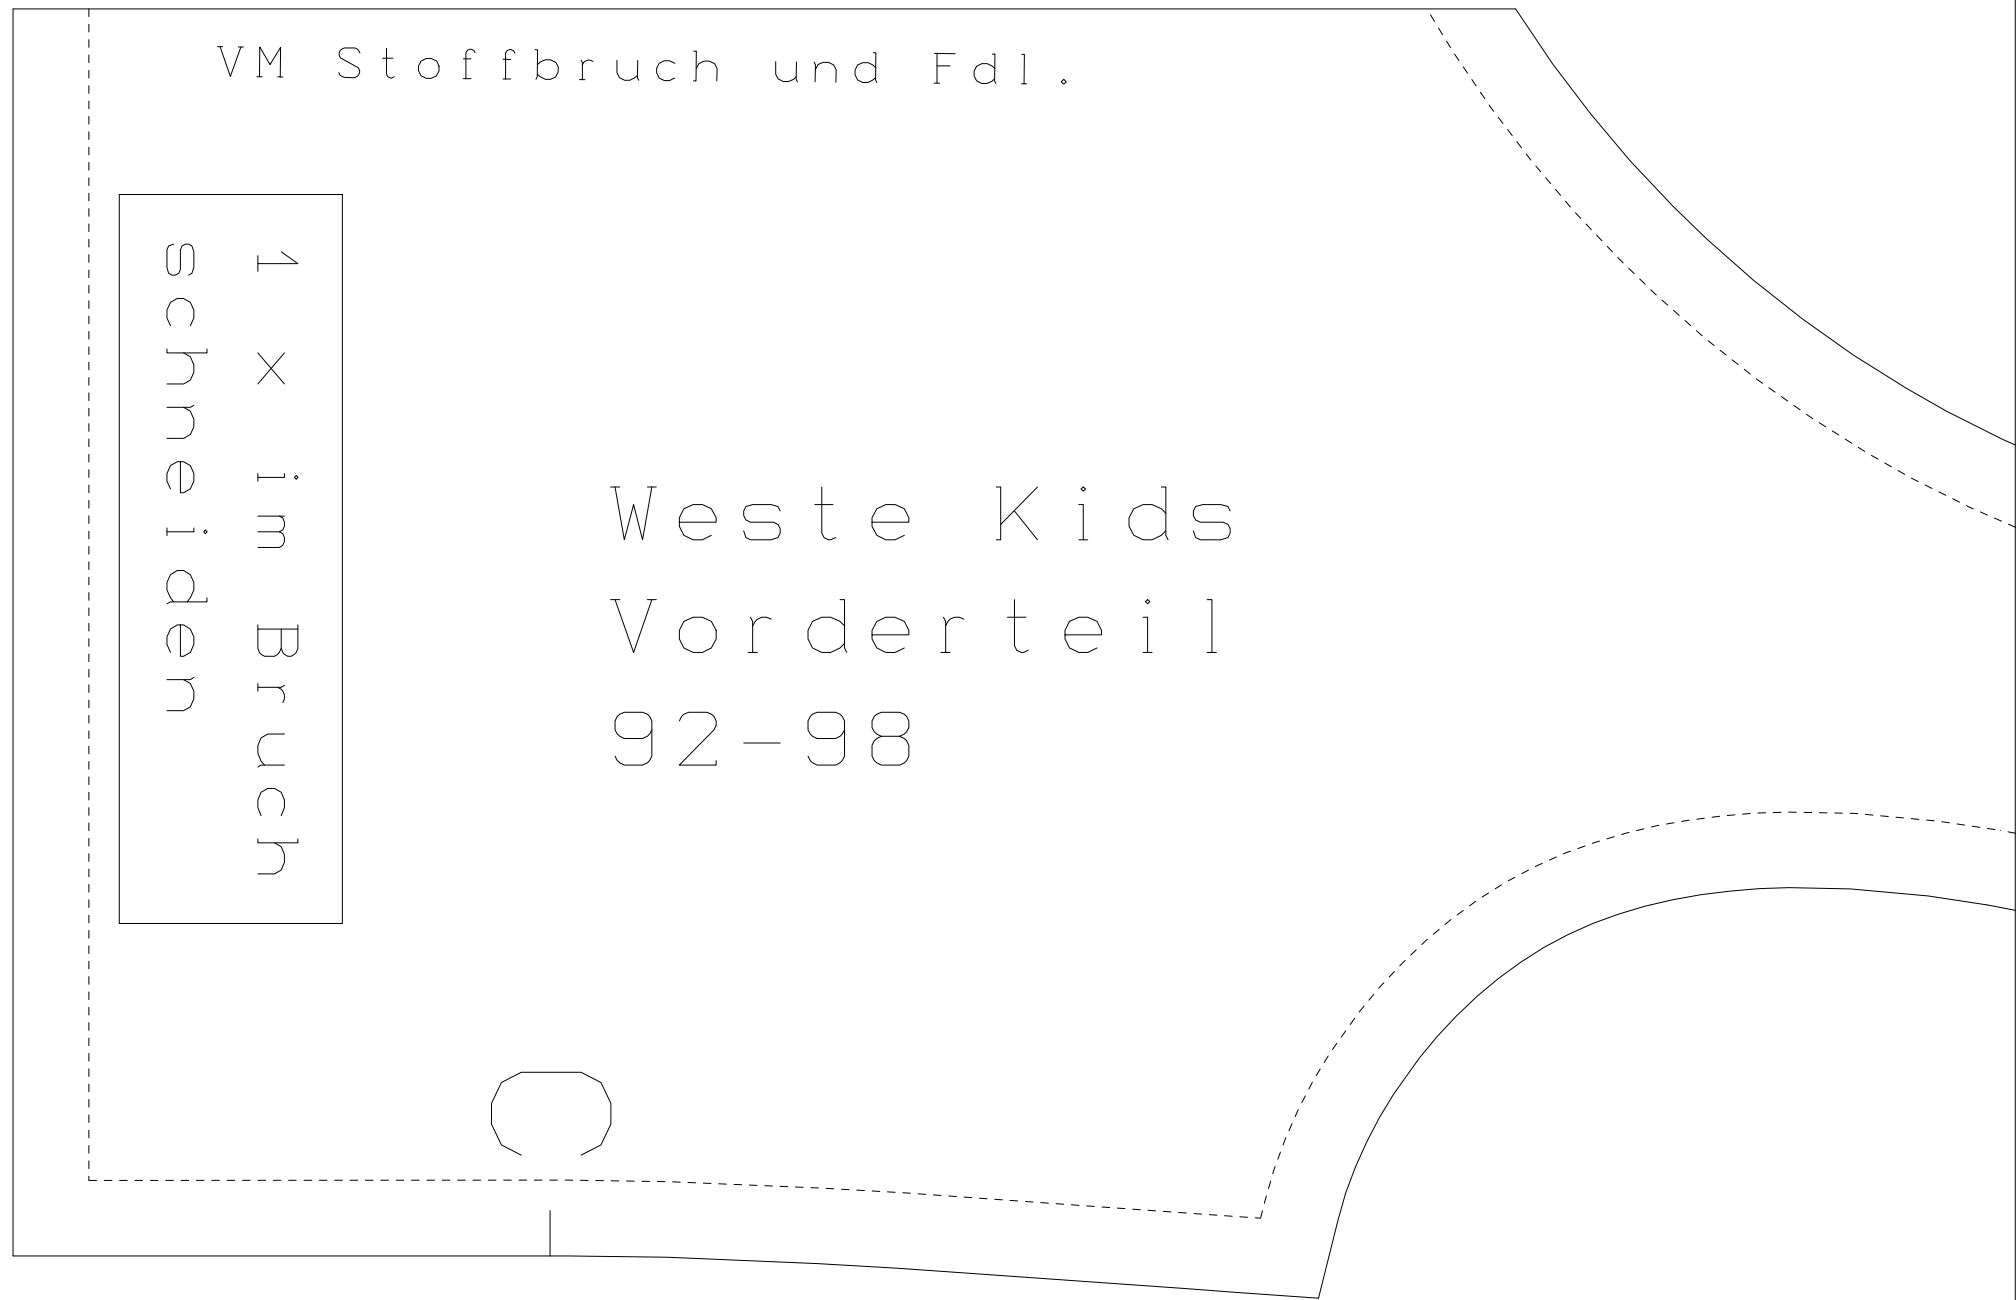 VM Stoffbruch und Fdl.
1 x im Bruch
schneiden
Weste Kids
Vorderteil
92-98
C